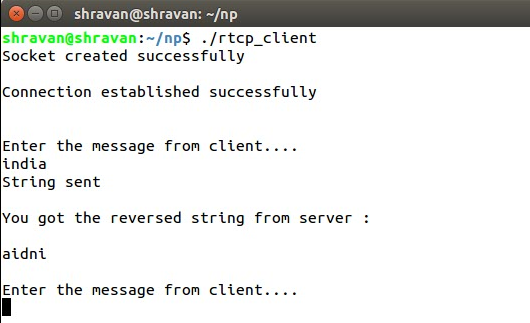 shravan@shravan: ~/np
shravan@shravan:~/np$ ./rtcp_client
Socket created successfully
Connection established successfully
Enter the message from client....
india
String sent
You got the reversed string from server :
aidni
Enter the message from client....